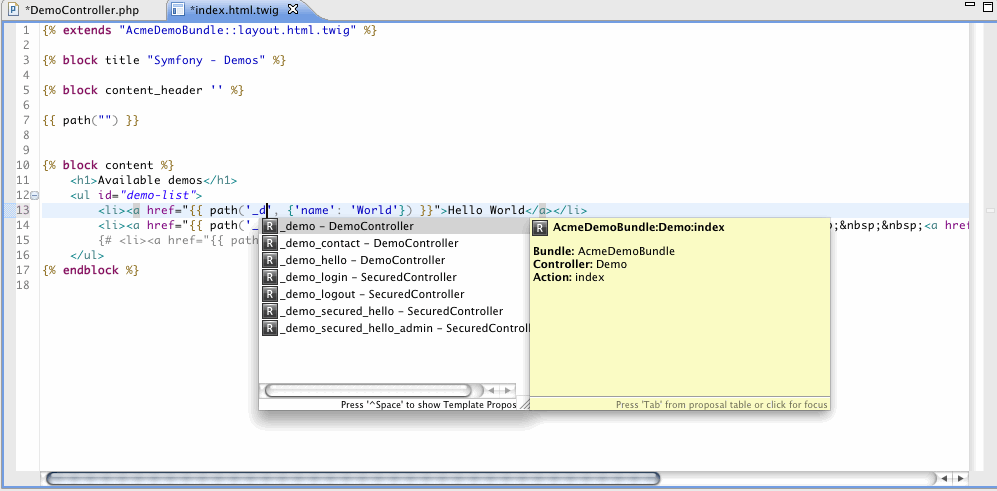 *DemoController.php
*index.html.twig
1 {% extends "AcmeDemoBundle::layout.html.twig" %}
2
3 {% block title "Symfony - Demos" %}
4
5 {% block content_header '' %}
6
7 {{ path("") }}
8
9
10 {% block content %}
11 <h1>Available demos</h1>
12 <ul id="demo-list">
13 <li><a href="{{ path('_d', {'name': 'World'}) }}">Hello World</a></li>
14 <li><a href="{{ path('_ ;&nbsp;&nbsp;<a href
15 {# <li><a href="{{ path
16 </ul>
17 {% endblock %}
18
R _demo – DemoController
R _demo_contact – DemoController
R _demo_hello – DemoController
R _demo_login – SecuredController
R _demo_logout – SecuredController
R _demo_secured_hello – SecuredController
R _demo_secured_hello_admin – SecuredControll
Press '^Space' to show Template Propos
R AcmeDemoBundle:Demo:index
Bundle: AcmeDemoBundle
Controller: Demo
Action: index
Press 'Tab' from proposal table or click for focus